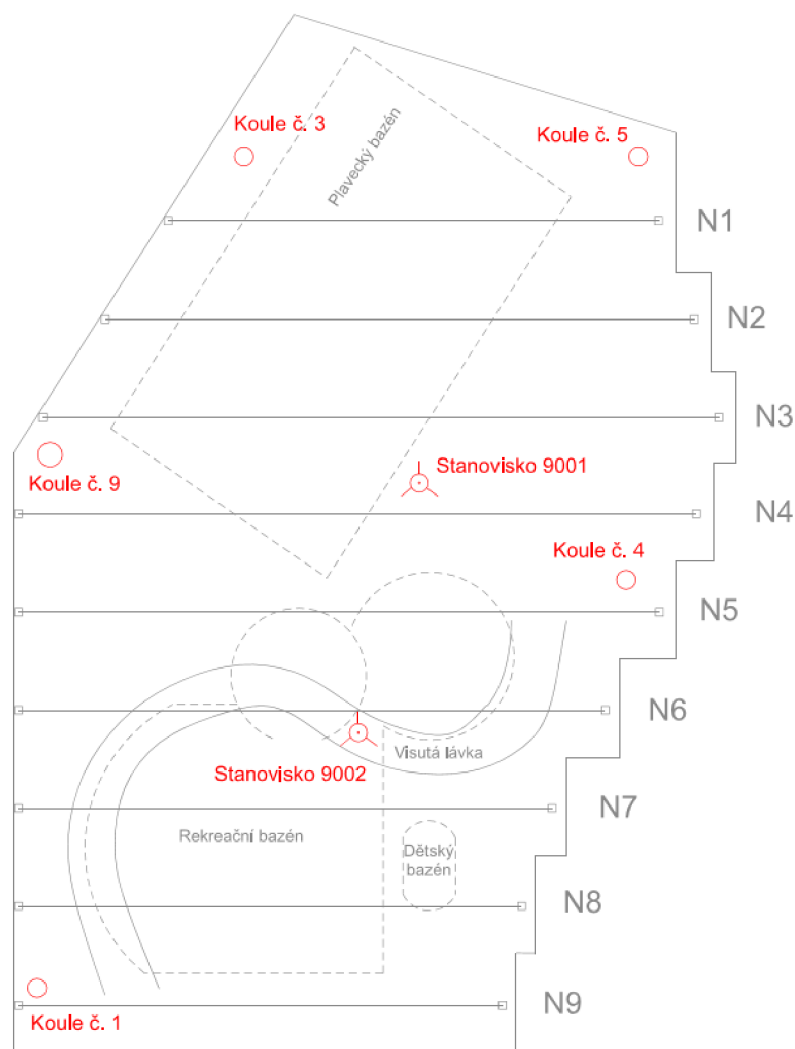 Koule č. 3
Koule č. 5
Plavecký bazén
N1
N2
N3
Koule č. 9
Stanovisko 9001
N4
Koule č. 4
N5
N6
Visutá lávka
Stanovisko 9002
N7
Rekreační bazén
Dětský
bazén
N8
N9
Koule č. 1